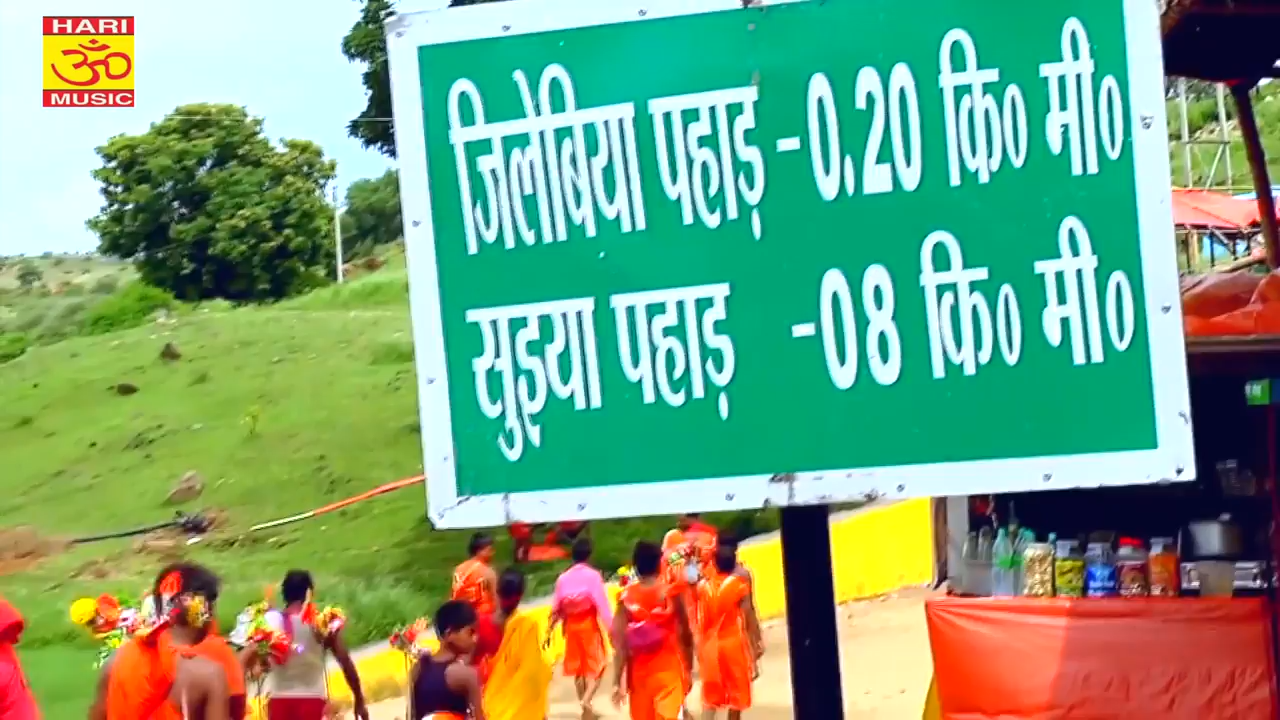 HARI
ॐ
MUSIC
जिलेबिया पहाड़ -0.20 कि० मी०
सुइया पहाड़ -08 कि० मी०